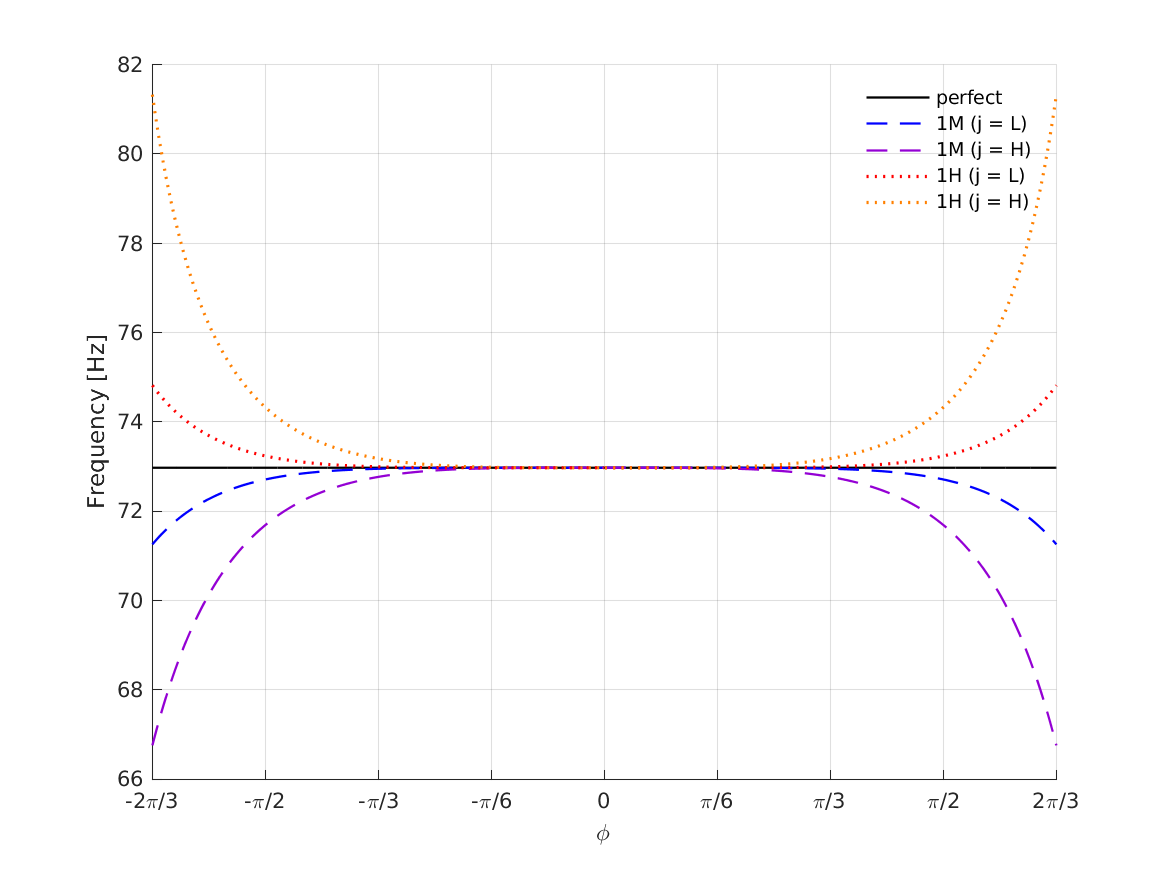 82
80
78
76
74
72
70
68
66
Frequency [Hz]
perfect
1M (j = L)
1M (j = H)
1H (j = L)
1H (j = H)
-2π/3 -π/2 -π/3 -π/6 0 π/6 π/3 π/2 2π/3
ϕ